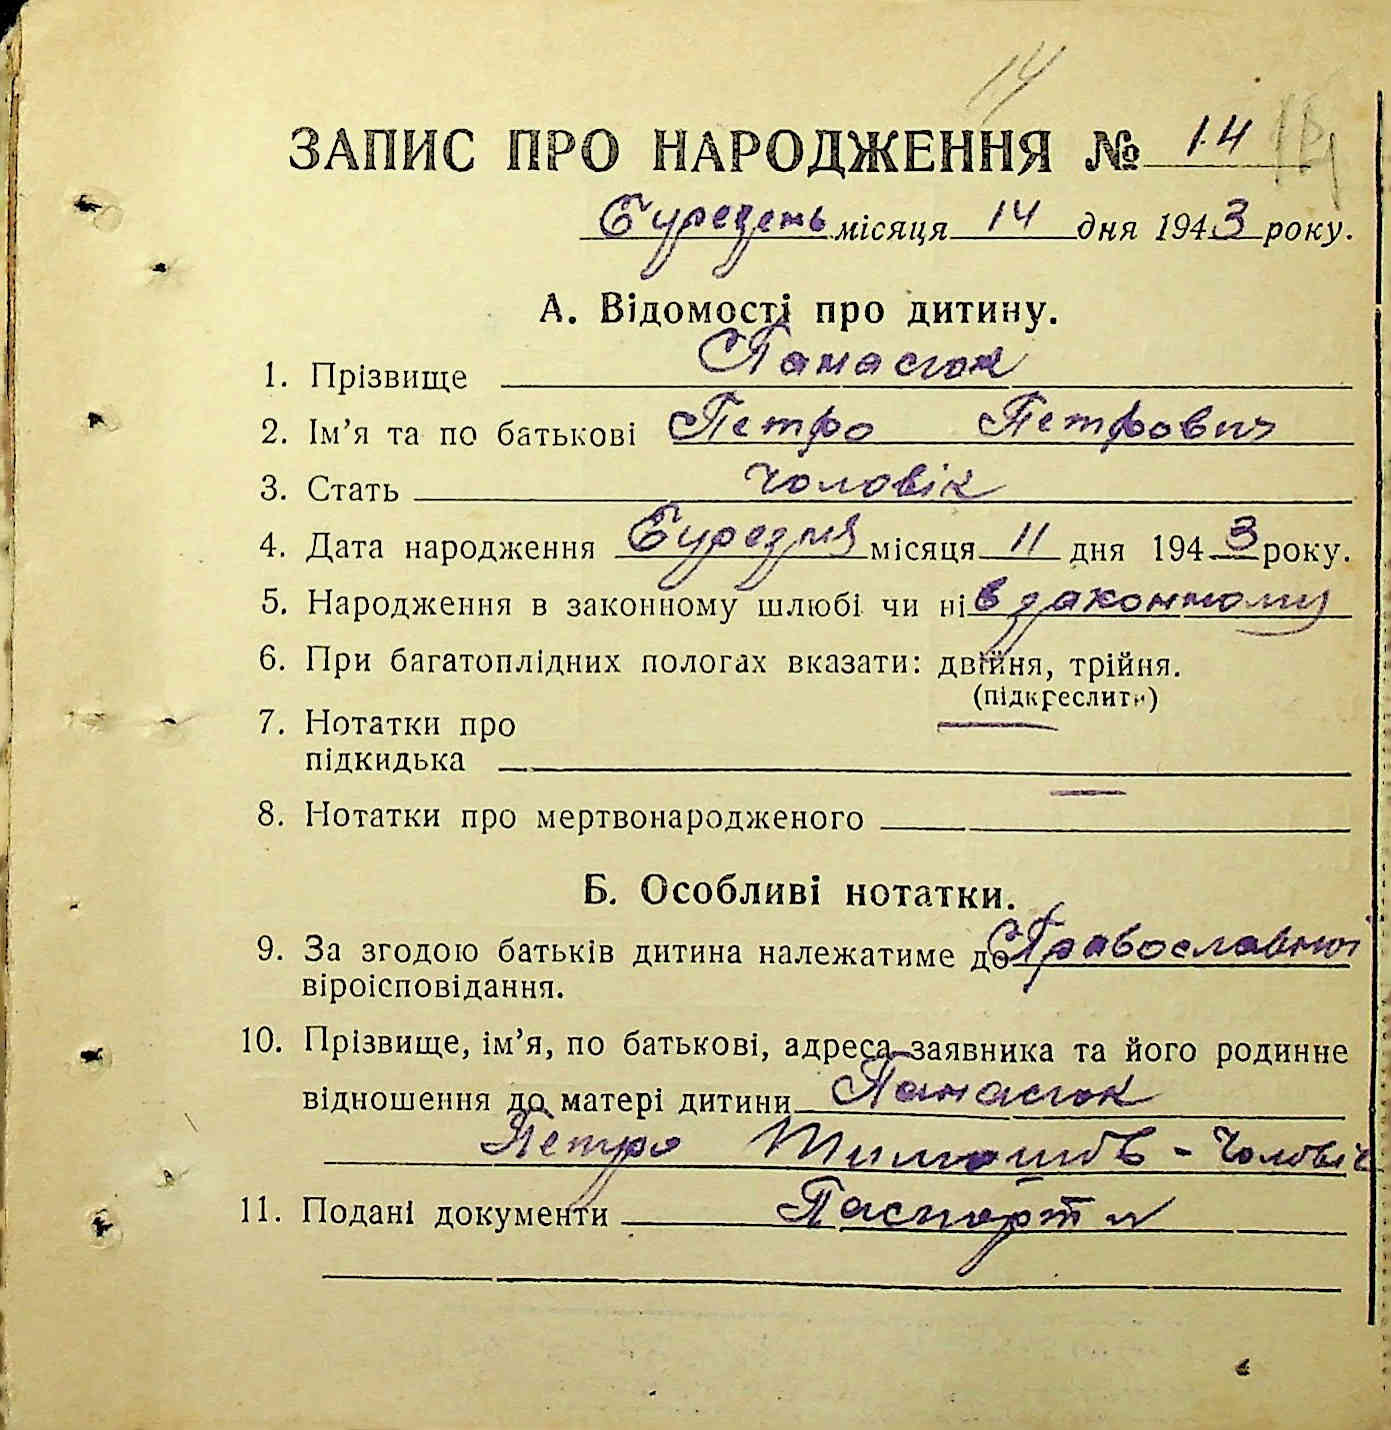 14
ЗАПИС ПРО НАРОДЖЕННЯ № 14
Буредень місяця 14 дня 1943 року.
А. Відомості про дитину.
1. Прізвище Панасюк
2. Ім'я та по батькові Петро Петрович
3. Стать Чоловік
4. Дата народження Буредня місяця 11 дня 1943 року.
5. Народження в законному шлюбі чи ні в законному
6. При багатоплідних пологах вказати: двійня, трійня.
(підкреслити)
7. Нотатки про
підкидька —
8. Нотатки про мертвонародженого —
Б. Особливі нотатки.
9. За згодою батьків дитина належатиме до Православног
віроісповідання.
10. Прізвище, ім'я, по батькові, адреса заявника та його родинне
відношення до матері дитини Панасюк
Петро - Чоловік
11. Подані документи Паспорт